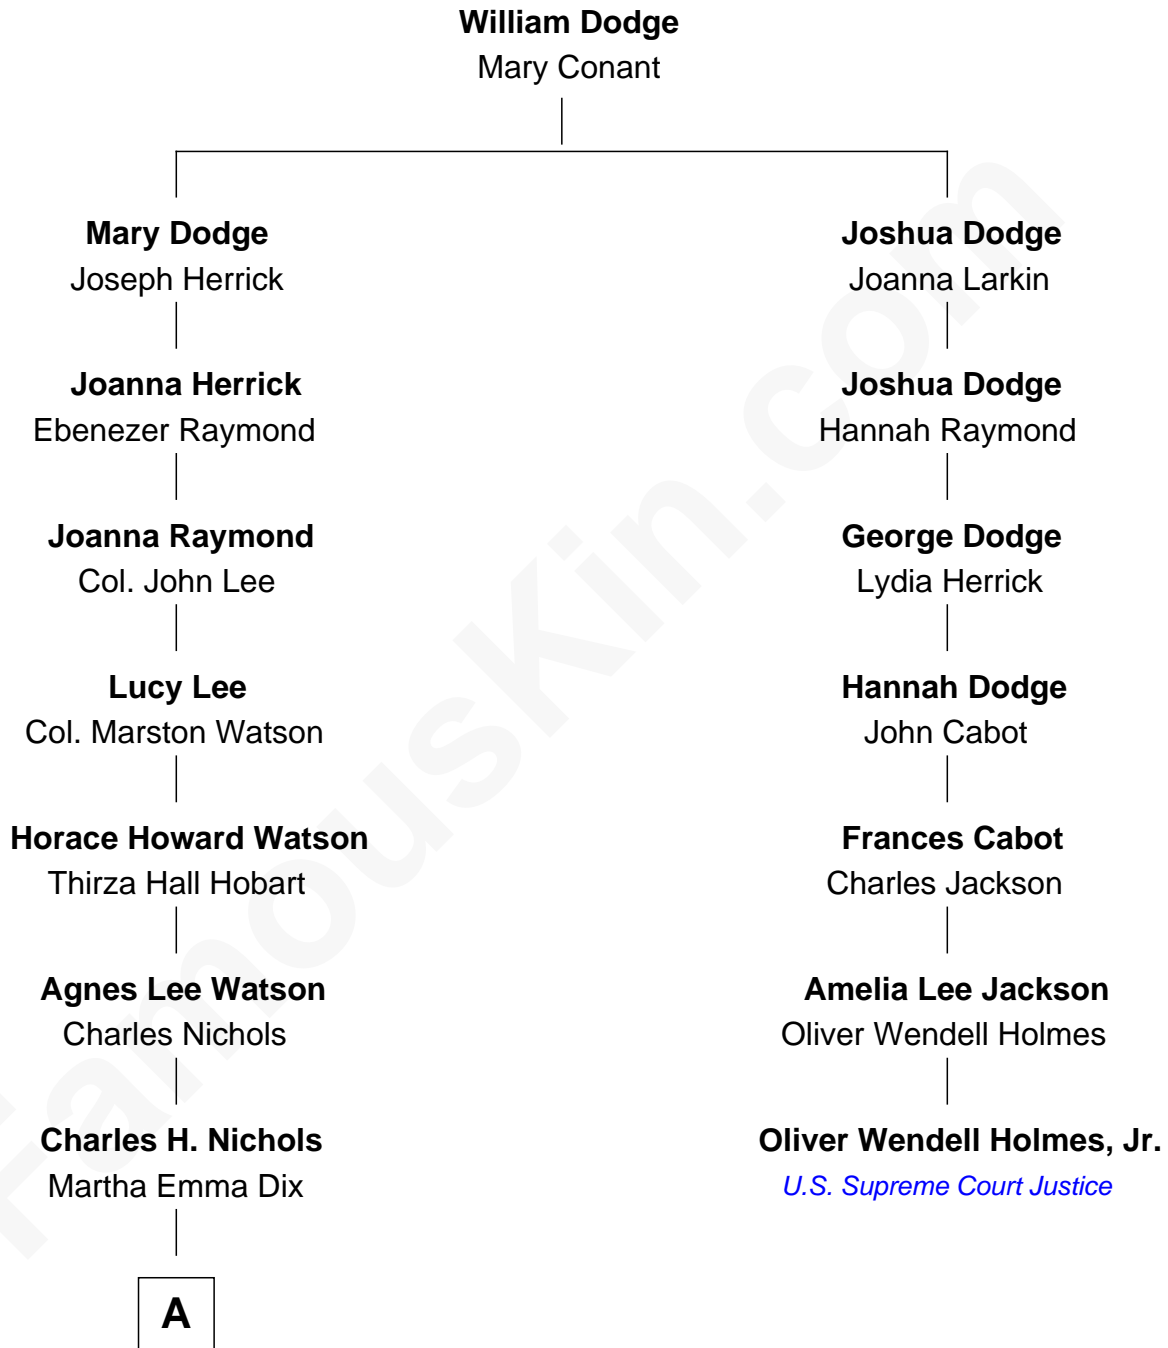 William Dodge
Mary Conant
Mary Dodge
Joseph Herrick
Joshua Dodge
Joanna Larkin
Joanna Herrick
Ebenezer Raymond
Joshua Dodge
Hannah Raymond
Joanna Raymond
Col. John Lee
George Dodge
Lydia Herrick
Lucy Lee
Col. Marston Watson
Hannah Dodge
John Cabot
Horace Howard Watson
Thirza Hall Hobart
Frances Cabot
Charles Jackson
Agnes Lee Watson
Charles Nichols
Amelia Lee Jackson
Oliver Wendell Holmes
Charles H. Nichols
Martha Emma Dix
Oliver Wendell Holmes, Jr.
U.S. Supreme Court Justice
A
FamousKin.com